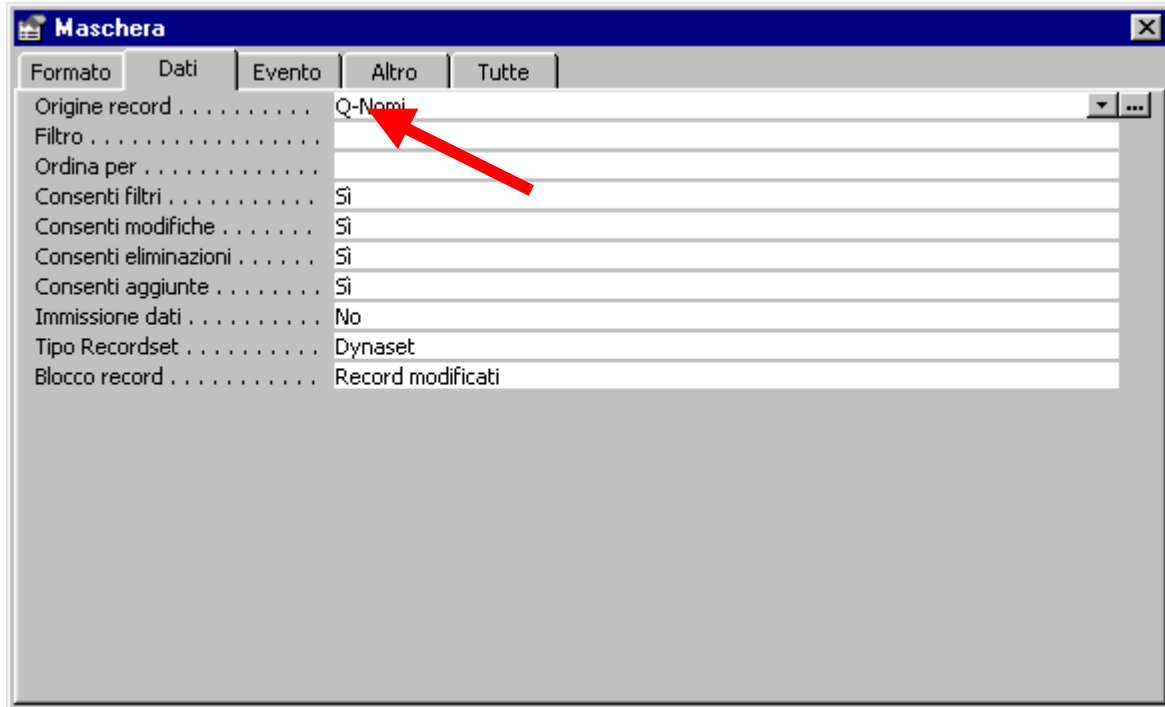 Maschera
Formato Dati Evento Altro Tutte
Origine record . . . . . . . . . . Q-Nomi
Filtro . . . . . . . . . . . . . . . . .
Ordina per . . . . . . . . . . . . .
Consenti filtri . . . . . . . . . . . Sì
Consenti modifiche . . . . . . . Sì
Consenti eliminazioni . . . . . . Sì
Consenti aggiunte . . . . . . . . Sì
Immissione dati . . . . . . . . . . No
Tipo Recordset . . . . . . . . . . Dynaset
Blocco record . . . . . . . . . . . Record modificati